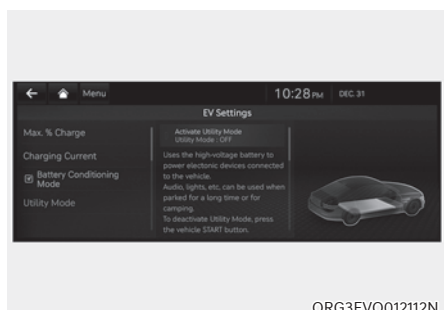 Menu
10:28 PM DEC. 31
EV Settings
Max. % Charge
Charging Current
Battery Conditioning
Mode
Utility Mode
Activate Utility Mode
Utility Mode : OFF
Uses the high-voltage battery to
power electonic devices connected
to the vehicle.
Audio, lights, etc, can be used when
parked for a long time or for
camping.
To deactivate Utility Mode, press
the vehicle START button.
ORG3EVQ012112N